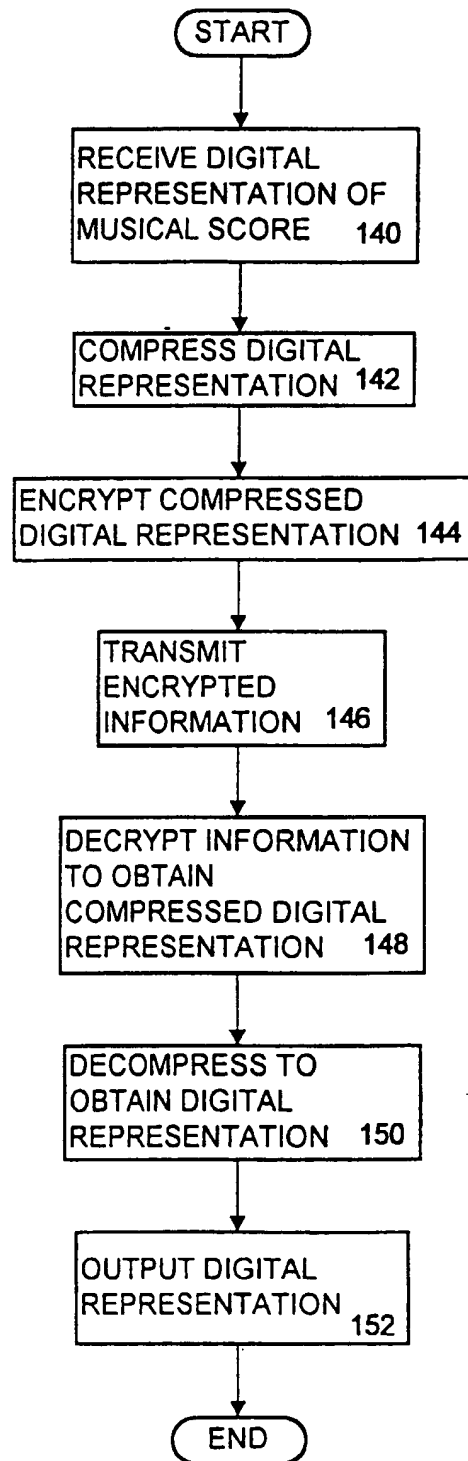 START
RECEIVE DIGITAL
REPRESENTATION OF
MUSICAL SCORE 140
COMPRESS DIGITAL
REPRESENTATION 142
ENCRYPT COMPRESSED
DIGITAL REPRESENTATION 144
TRANSMIT
ENCRYPTED
INFORMATION 146
DECRYPT INFORMATION
TO OBTAIN
COMPRESSED DIGITAL
REPRESENTATION 148
DECOMPRESS TO
OBTAIN DIGITAL
REPRESENTATION 150
OUTPUT DIGITAL
REPRESENTATION
152
END